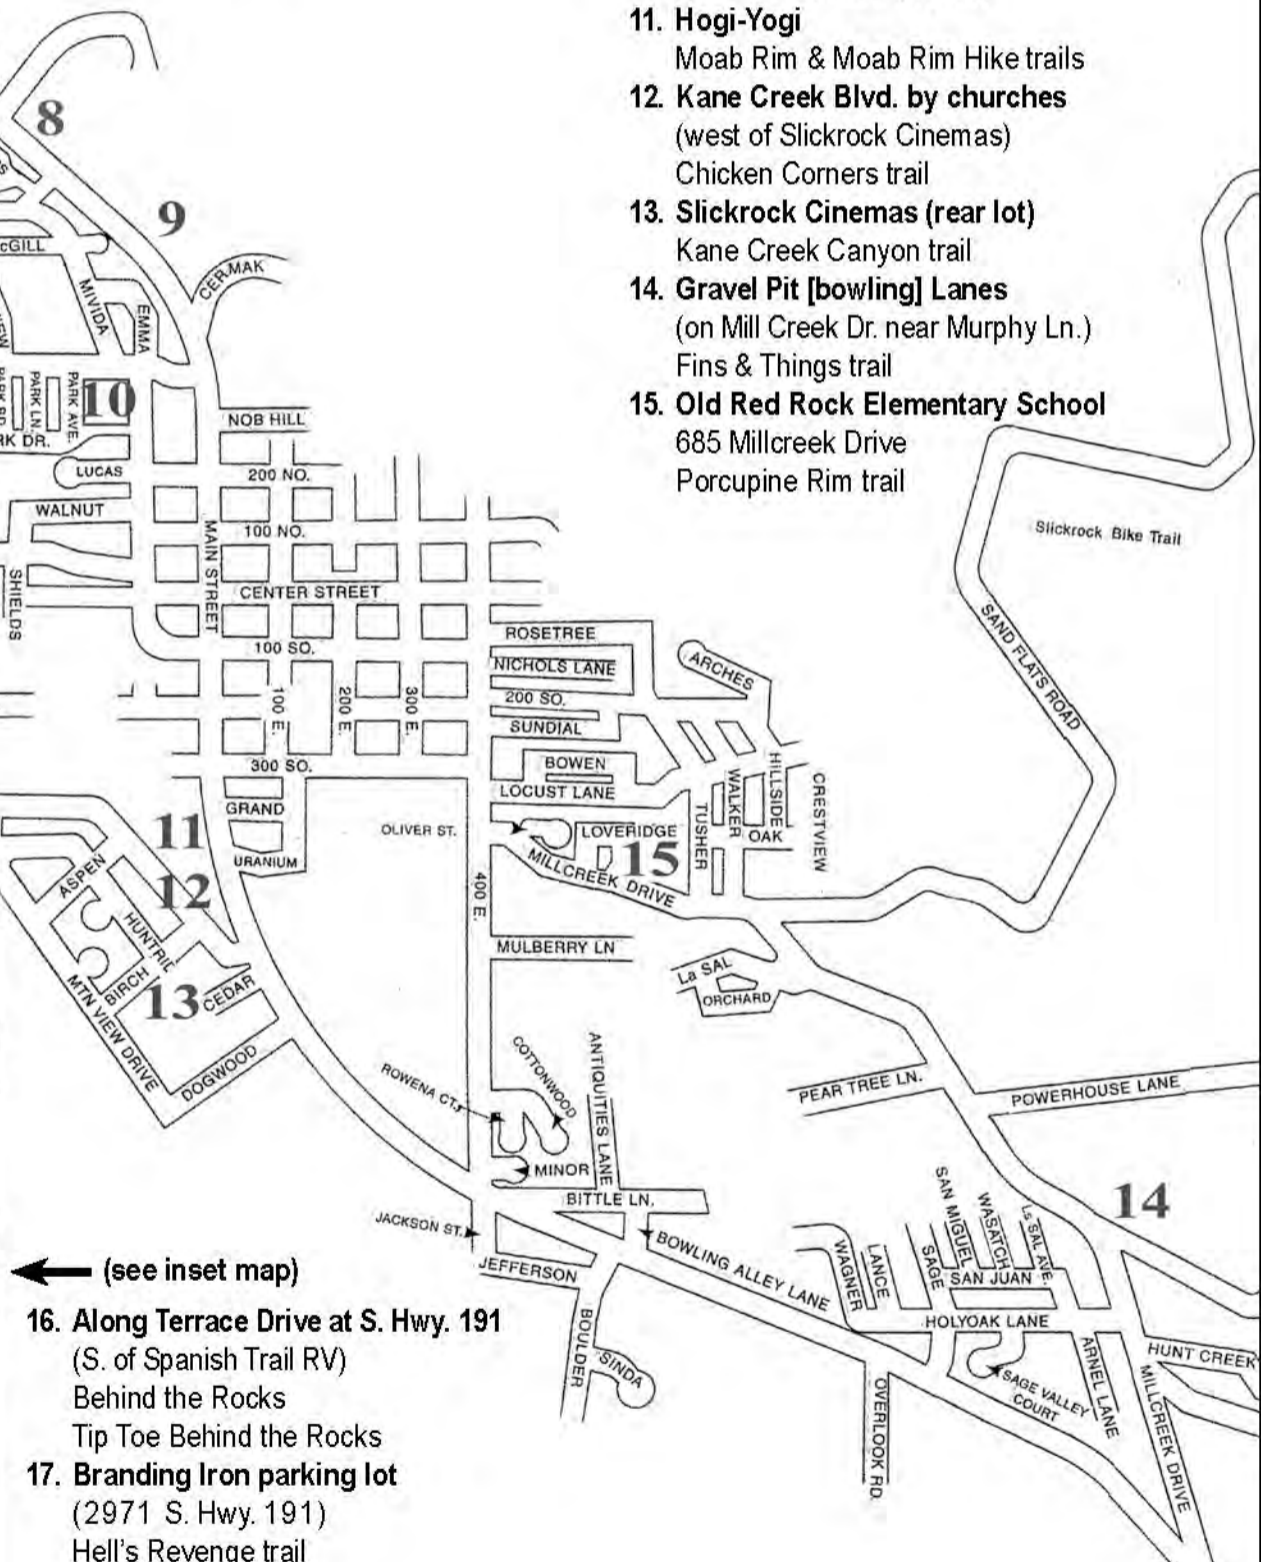 11. Hogi-Yogi
Moab Rim & Moab Rim Hike trails
12. Kane Creek Blvd. by churches
(west of Slickrock Cinemas)
Chicken Corners trail
13. Slickrock Cinemas (rear lot)
Kane Creek Canyon trail
14. Gravel Pit [bowling] Lanes
(on Mill Creek Dr. near Murphy Ln.)
Fins & Things trail
15. Old Red Rock Elementary School
685 Millcreek Drive
Porcupine Rim trail
8
9
cGILL
CERMAK
MIVIDA
EMMA
PARK LN.
PARK AVE.
10
RK DR.
NOB HILL
LUCAS
200 NO.
WALNUT
100 NO.
MAIN STREET
SHIELDS
CENTER STREET
100 SO.
100 E.
200 E.
300 E.
300 SO.
Slickrock Bike Trail
SAND FLATS ROAD
ROSETREE
NICHOLS LANE
ARCHES
200 SO.
SUNDIAL
BOWEN
LOCUST LANE
WALKER
HILLSIDE
CRESTVIEW
TUSHER
OAK
GRAND
URANIUM
OLIVER ST.
LOVERIDGE
15
MILLCREEK DRIVE
11
12
ASPEN
HUNTRI
400 E.
MULBERRY LN
La SAL
ORCHARD
BIRCH
13
CEDAR
MTN VIEW DRIVE
DOGWOOD
ROWENA CT.
COTTONWOOD
ANTIQUITIES LANE
PEAR TREE LN.
POWERHOUSE LANE
MINOR
BITTLE LN.
JACKSON ST.
JEFFERSON
BOWLING ALLEY LANE
14
SAN MIGUEL
WASATCH
LS SAL AVE.
WAGNER
LANCE
SAGE
SAN JUAN
HOLYOAK LANE
BOULDER
SINDA
OVERLOOK RD.
SAGE VALLEY
COURT
ARNEL LANE
HUNT CREEK
MILLCREEK DRIVE
(see inset map)
16. Along Terrace Drive at S. Hwy. 191
(S. of Spanish Trail RV)
Behind the Rocks
Tip Toe Behind the Rocks
17. Branding Iron parking lot
(2971 S. Hwy. 191)
Hell's Revenge trail